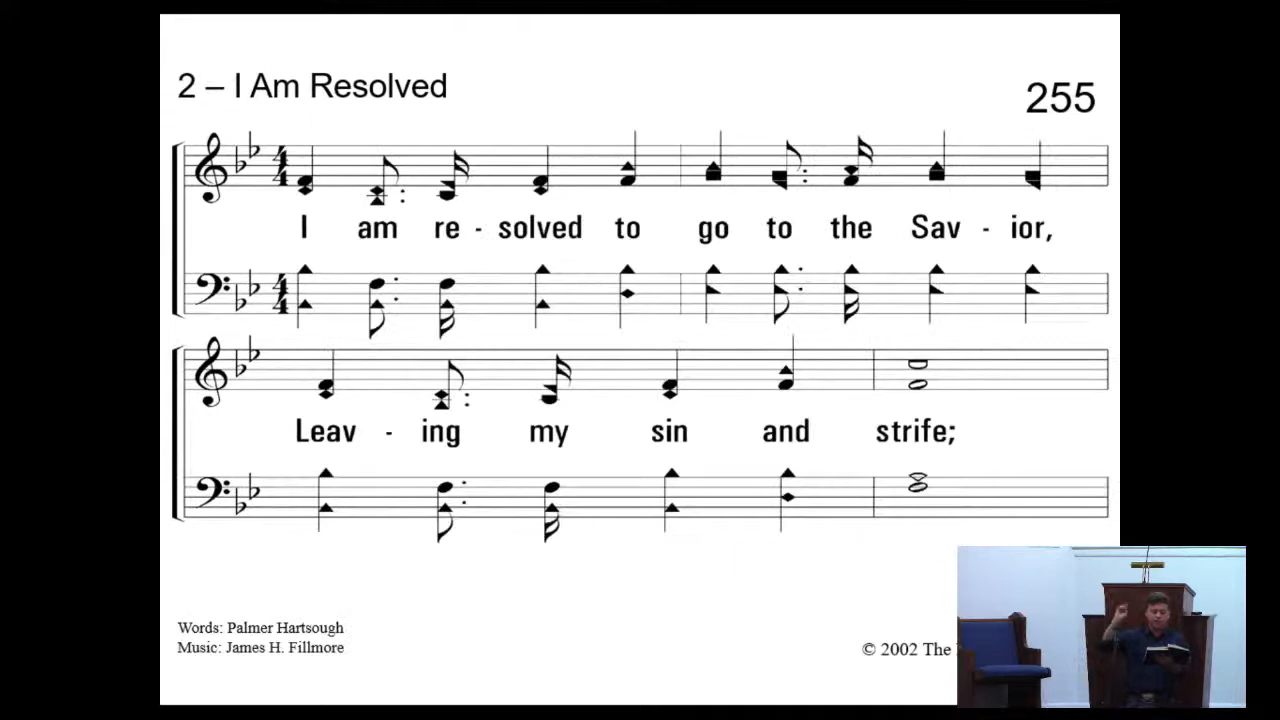 2 – I Am Resolved
255
I am re - solved to go to the Sav - ior,
Leav - ing my sin and strife;
Words: Palmer Hartsough
Music: James H. Fillmore
© 2002 The